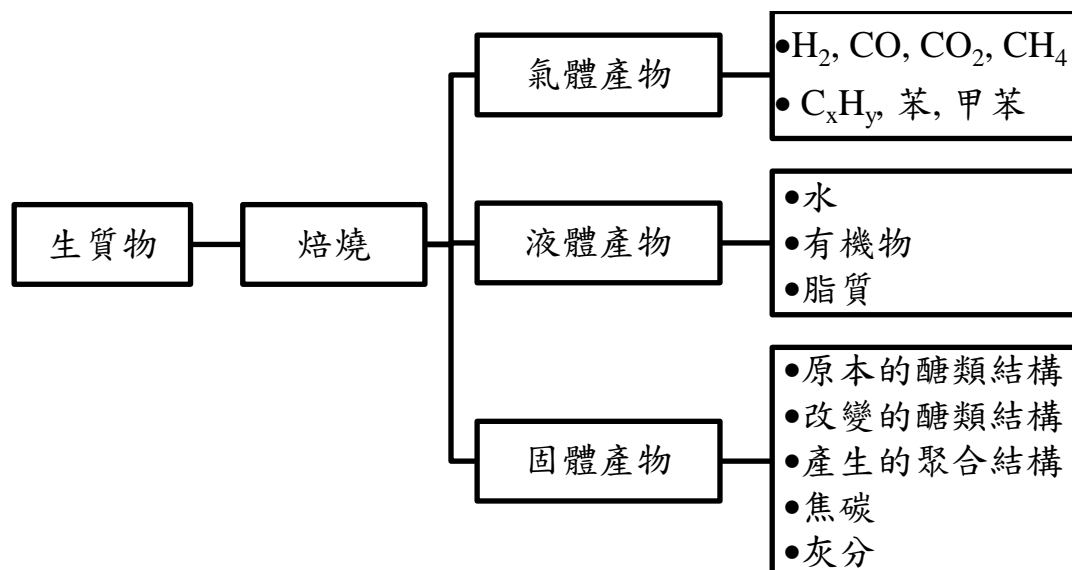 生質物
焙燒
氣體產物
•H₂, CO, CO₂, CH₄
• CₓHᵧ, 苯, 甲苯
液體產物
•水
•有機物
•脂質
固體產物
•原本的醣類結構
•改變的醣類結構
•產生的聚合結構
•焦碳
•灰分